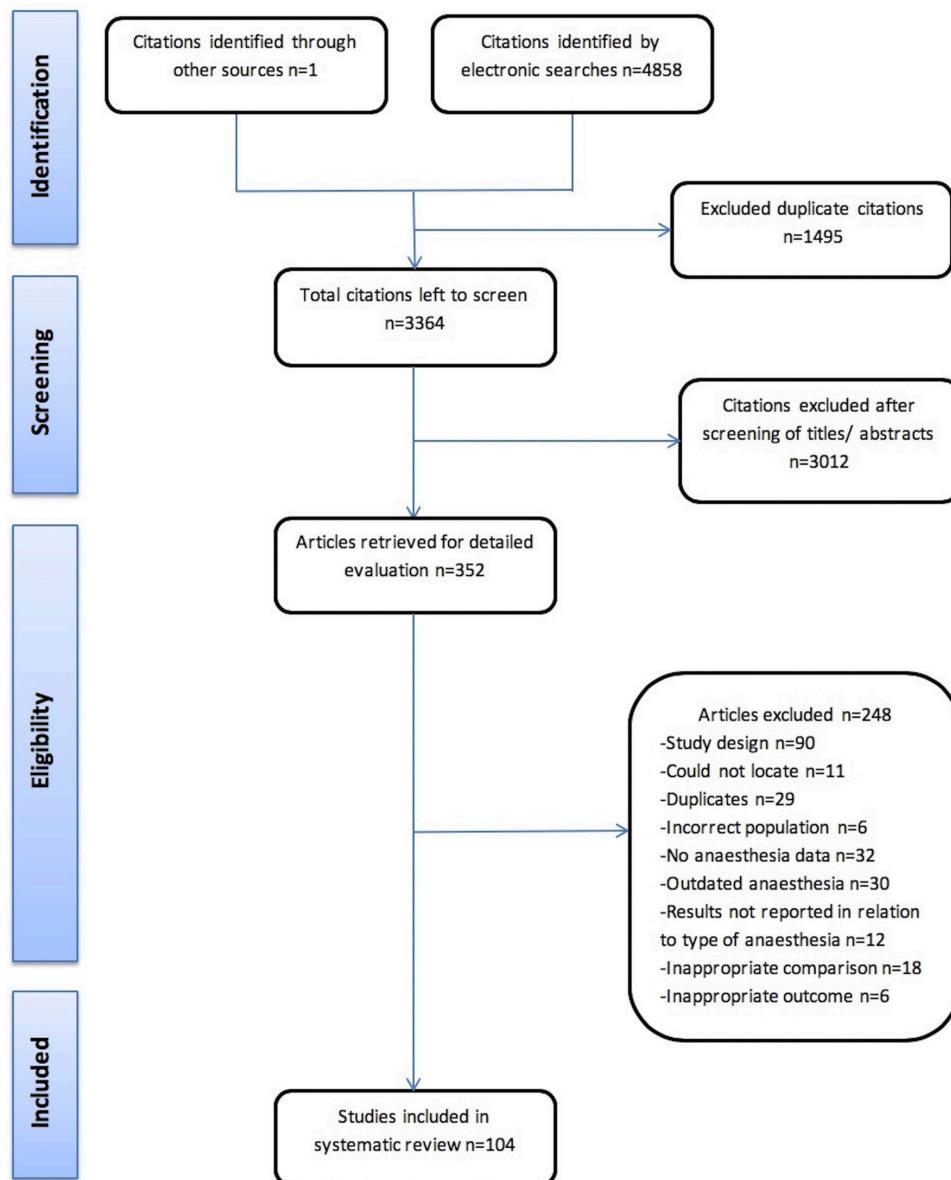 Identification
Citations identified through
other sources n=1
Citations identified by
electronic searches n=4858
Excluded duplicate citations
n=1495
Screening
Total citations left to screen
n=3364
Citations excluded after
screening of titles/ abstracts
n=3012
Eligibility
Articles retrieved for detailed
evaluation n=352
Articles excluded n=248
-Study design n=90
-Could not locate n=11
-Duplicates n=29
-Incorrect population n=6
-No anaesthesia data n=32
-Outdated anaesthesia n=30
-Results not reported in relation
to type of anaesthesia n=12
-Inappropriate comparison n=18
-Inappropriate outcome n=6
Included
Studies included in
systematic review n=104